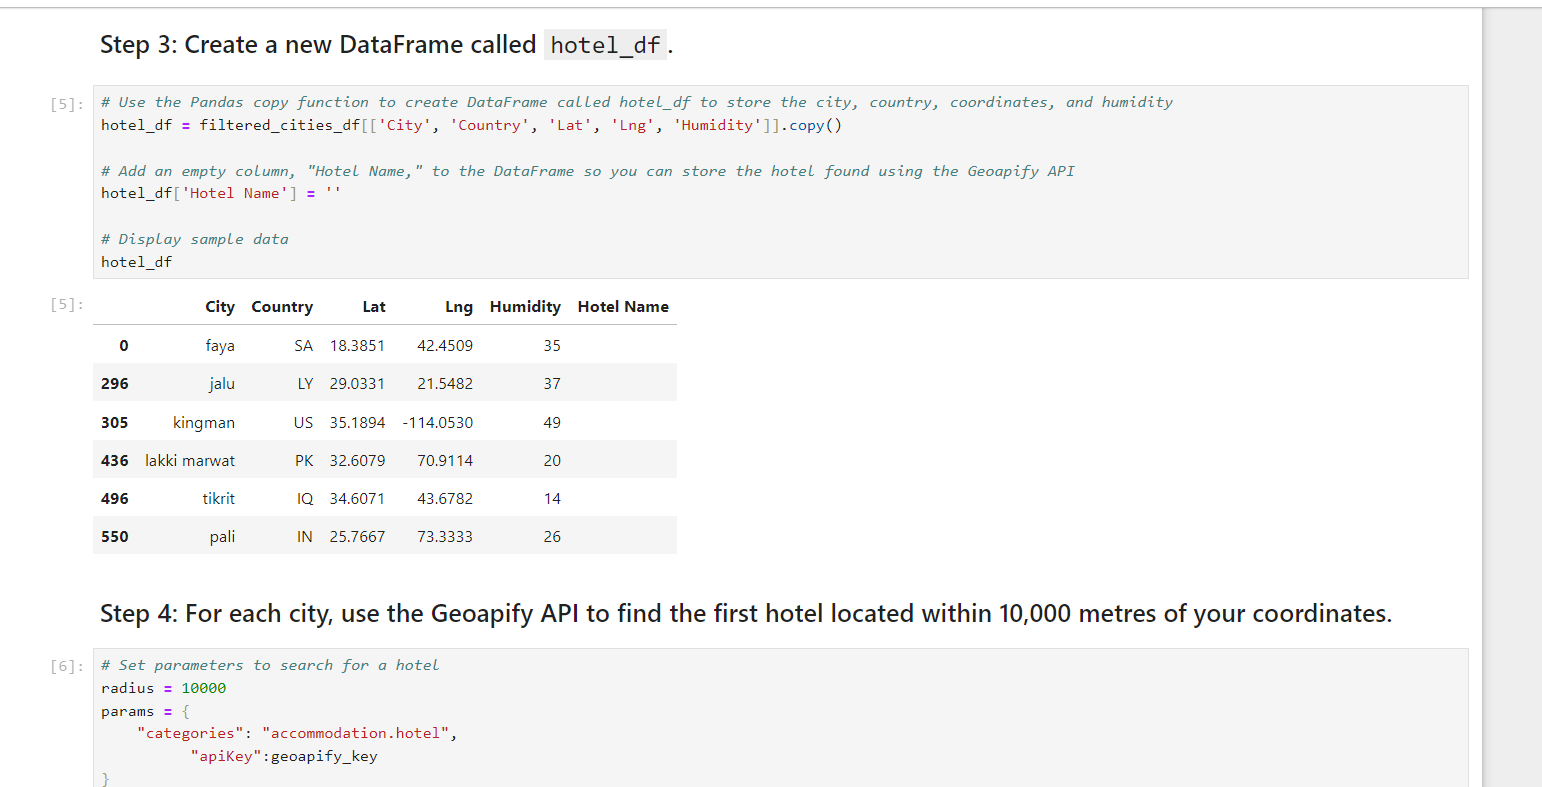 Step 3: Create a new DataFrame called hotel_df.
[5]:
# Use the Pandas copy function to create DataFrame called hotel_df to store the city, country, coordinates, and humidity
hotel_df = filtered_cities_df[['City', 'Country', 'Lat', 'Lng', 'Humidity']].copy()
# Add an empty column, "Hotel Name," to the DataFrame so you can store the hotel found using the Geoapify API
hotel_df['Hotel Name'] = ''
# Display sample data
hotel_df
[5]:
City Country Lat Lng Humidity Hotel Name
0 faya SA 18.3851 42.4509 35
296 jalu LY 29.0331 21.5482 37
305 kingman US 35.1894 -114.0530 49
436 lakki marwat PK 32.6079 70.9114 20
496 tikrit IQ 34.6071 43.6782 14
550 pali IN 25.7667 73.3333 26
Step 4: For each city, use the Geoapify API to find the first hotel located within 10,000 metres of your coordinates.
[6]:
# Set parameters to search for a hotel
radius = 10000
params = {
"categories": "accommodation.hotel",
"apiKey":geoapify_key
}